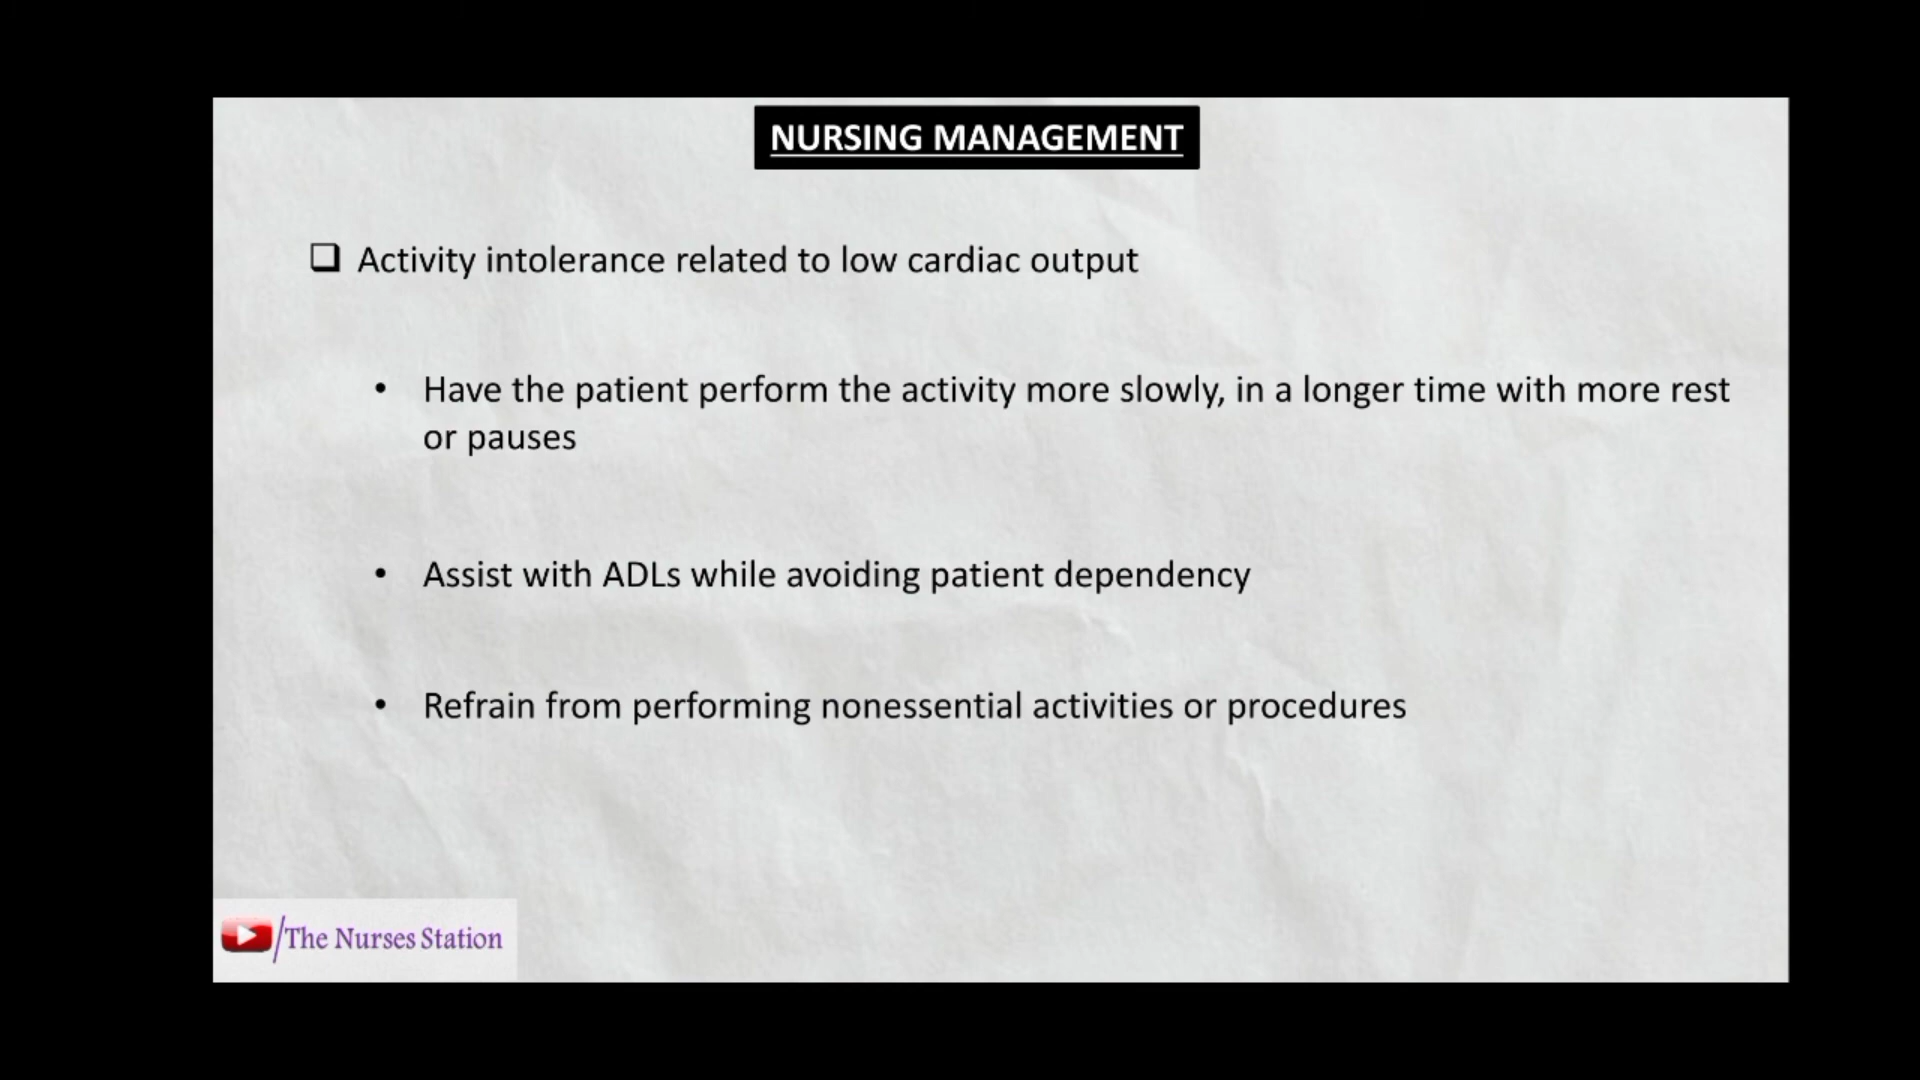 NURSING MANAGEMENT
❑ Activity intolerance related to low cardiac output
• Have the patient perform the activity more slowly, in a longer time with more rest
or pauses
• Assist with ADLs while avoiding patient dependency
• Refrain from performing nonessential activities or procedures
/The Nurses Station